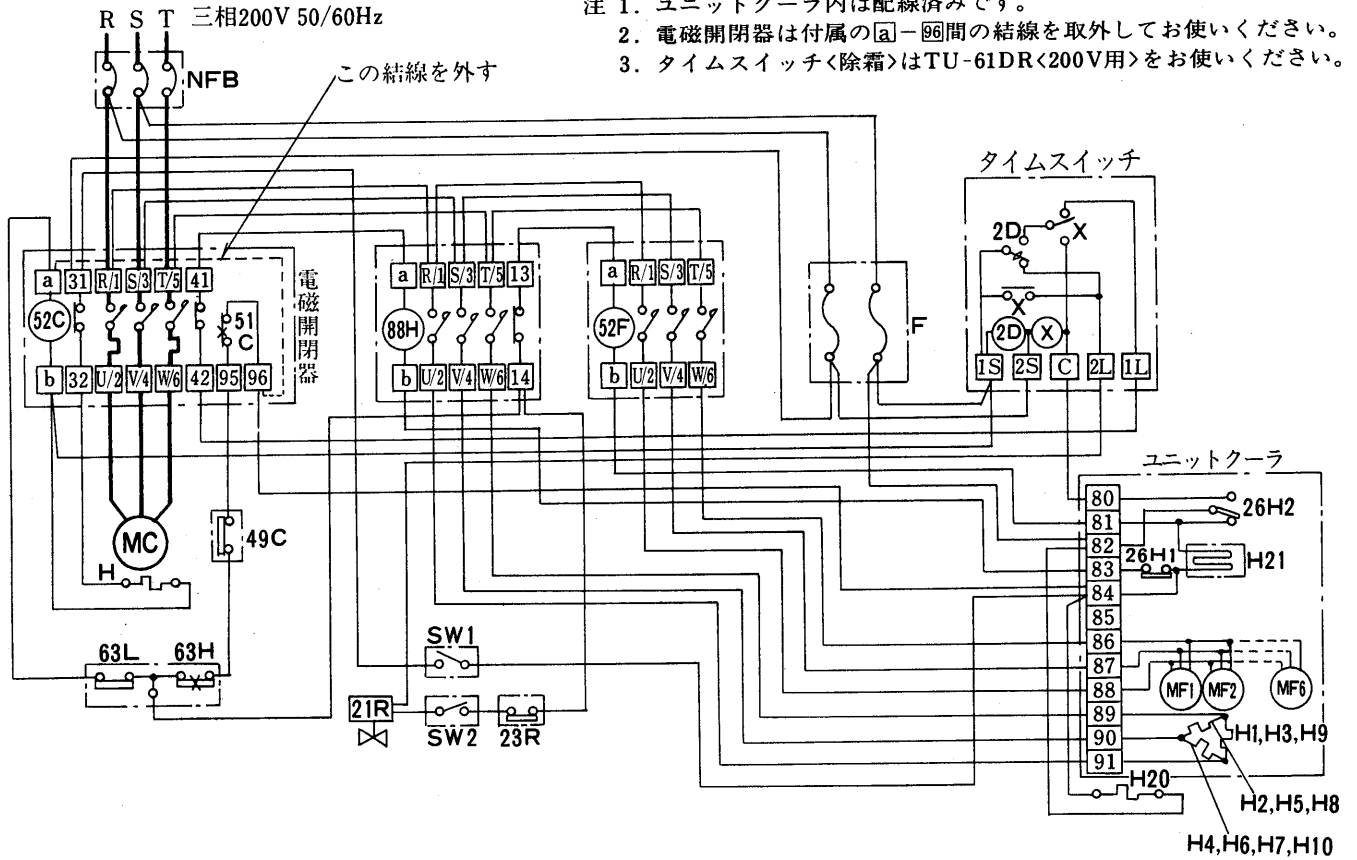 R S T 三相200V 50/60Hz
注 1. ユニットクーラ内は配線済みです。
2. 電磁開閉器は付属のa-96間の結線を取外してお使いください。
3. タイムスイッチ<除霜>はTU-61DR<200V用>をお使いください。
NFB
この結線を外す
タイムスイッチ
2D X
X
2D X
1S 2S C 2L 1L
F
a 31 R/1 S/3 T/5 41
52C
51C
電磁開閉器
b 32 U/2 V/4 W/6 42 95 96
a R/1 S/3 T/5 13
88H
b U/2 V/4 W/6 14
a R/1 S/3 T/5
52F
b U/2 V/4 W/6
MC
H
49C
63L 63H
SW1
21R
SW2 23R
ユニットクーラ
80
81
82
83
84
85
86
87
88
89
90
91
26H2
26H1
H21
MF1 MF2 MF6
H1,H3,H9
H20
H2,H5,H8
H4,H6,H7,H10